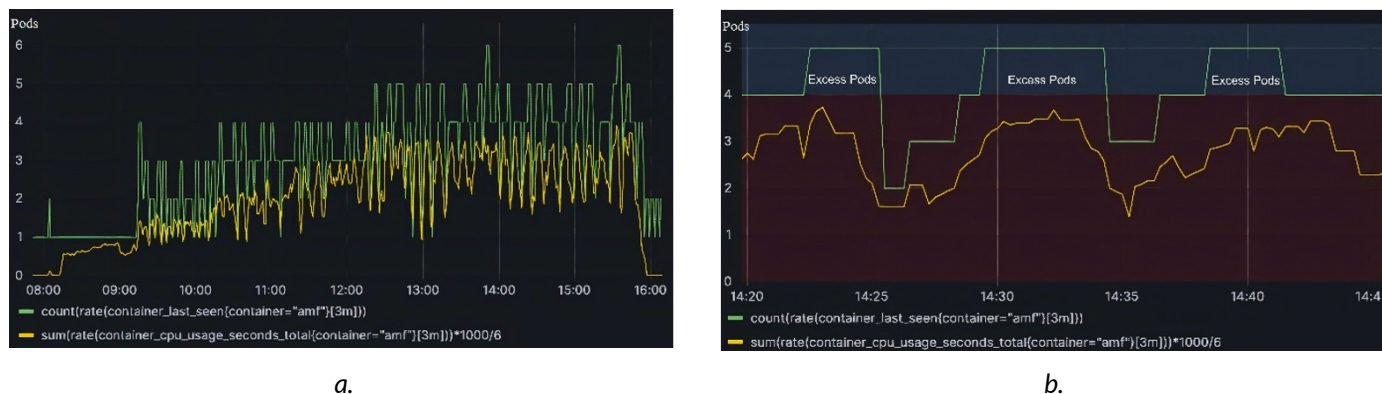 Pods
6
5
4
3
2
1
0
08:00 09:00 10:00 11:00 12:00 13:00 14:00 15:00 16:00
count(rate(container_last_seen{container="amf"}[3m]))
sum(rate(container_cpu_usage_seconds_total{container="amf"}[3m]))*1000/6
a.
Pods
5
Excess Pods Excess Pods Excess Pods
4
3
2
1
0
14:20 14:25 14:30 14:35 14:40 14:4
count(rate(container_last_seen{container="amf"}[3m]))
sum(rate(container_cpu_usage_seconds_total{container="amf"}[3m]))*1000/6
b.